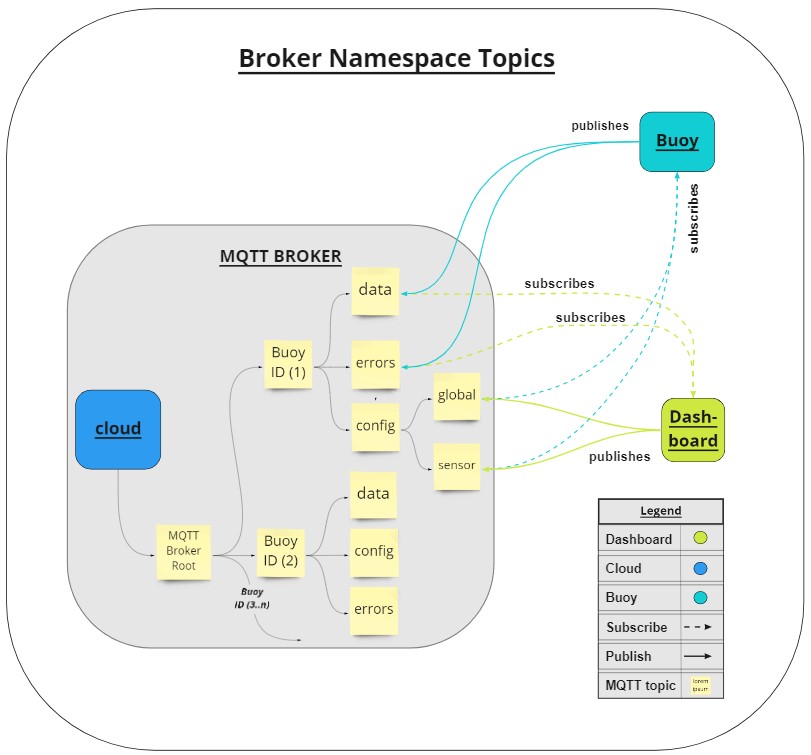 Broker Namespace Topics
publishes
Buoy
subscribes
MQTT BROKER
data
subscribes
subscribes
Buoy
ID (1)
errors
,
global
config
cloud
Dash-
board
publishes
sensor
data
MQTT
Broker
Root
Buoy
ID (2)
config
Buoy
ID (3..n)
errors
Legend
Dashboard
Cloud
Buoy
Subscribe
Publish
MQTT topic
lorem
ipsum